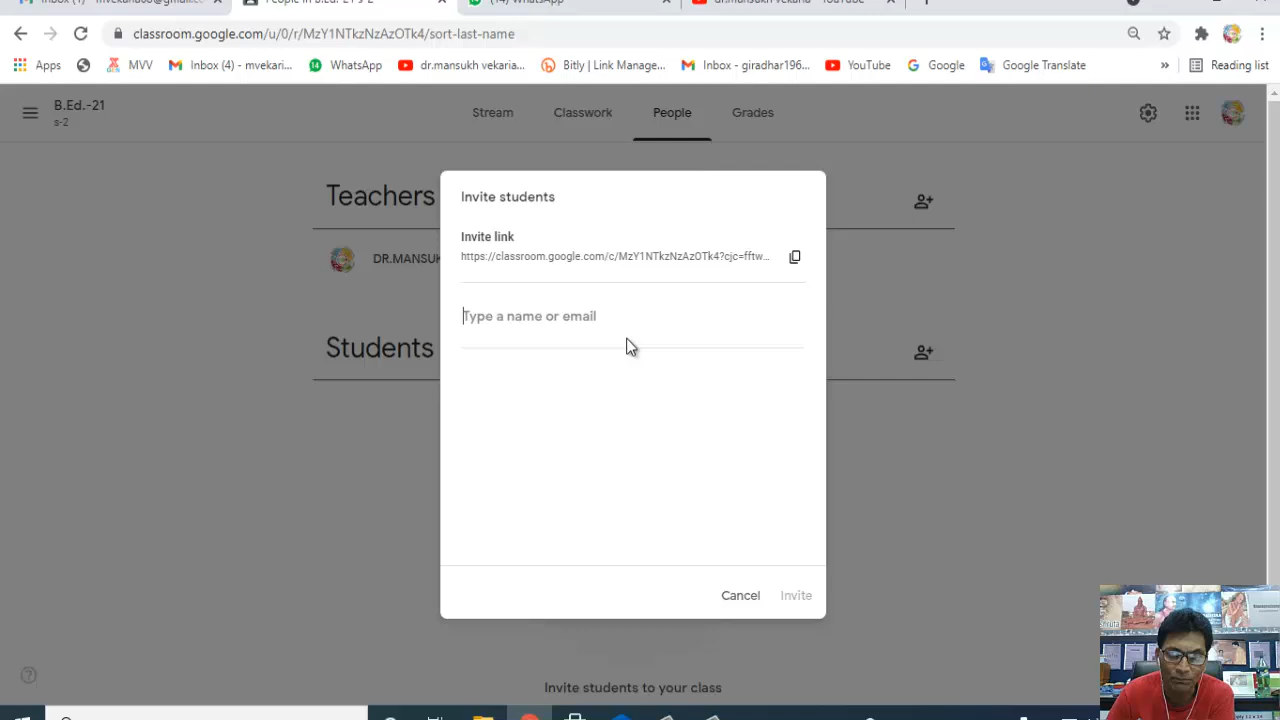 classroom.google.com/u/0/r/MzY1NTkzNzAzOTk4/sort-last-name
Apps MVV Inbox (4) - mvekari... WhatsApp dr.mansukh vekaria... Bitly | Link Manage... Inbox - giradhar196... YouTube Google Google Translate » Reading list
B.Ed.-21
s-2
Stream Classwork People Grades
Teachers
DR.MANSUK
Students
Invite students
Invite link
https://classroom.google.com/c/MzY1NTkzNzAzOTk4?cjc=fftw...
Type a name or email
Cancel Invite
Invite students to your class